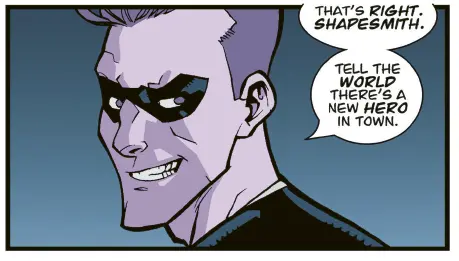 THAT'S RIGHT.
SHAPESMITH.
TELL THE
WORLD
THERE'S A
NEW HERO
IN TOWN.